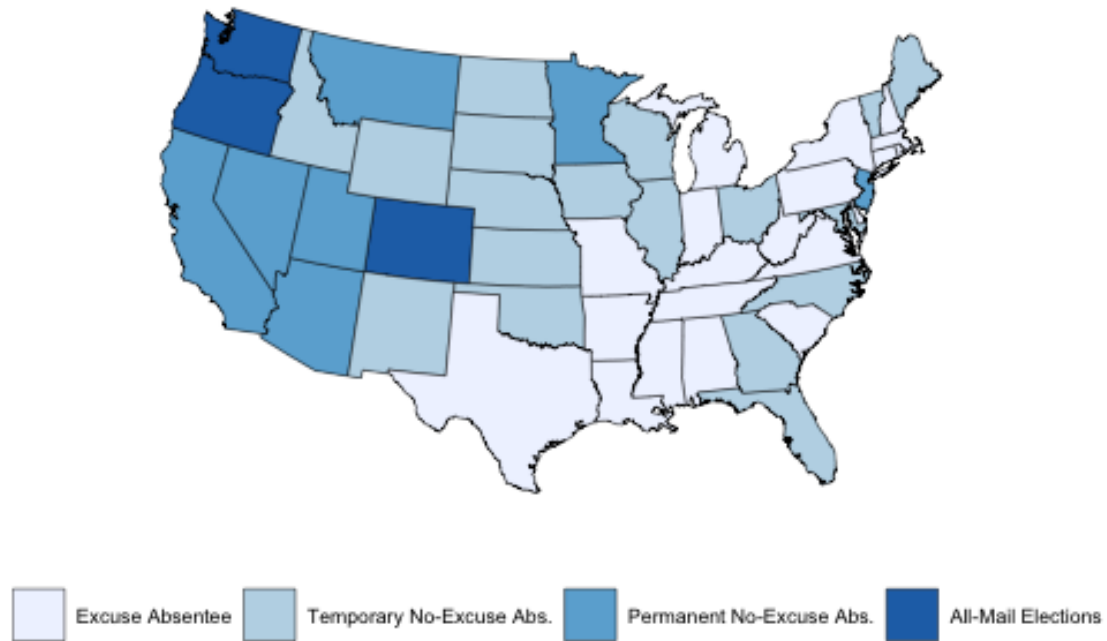 Excuse Absentee
Temporary No-Excuse Abs.
Permanent No-Excuse Abs.
All-Mail Elections